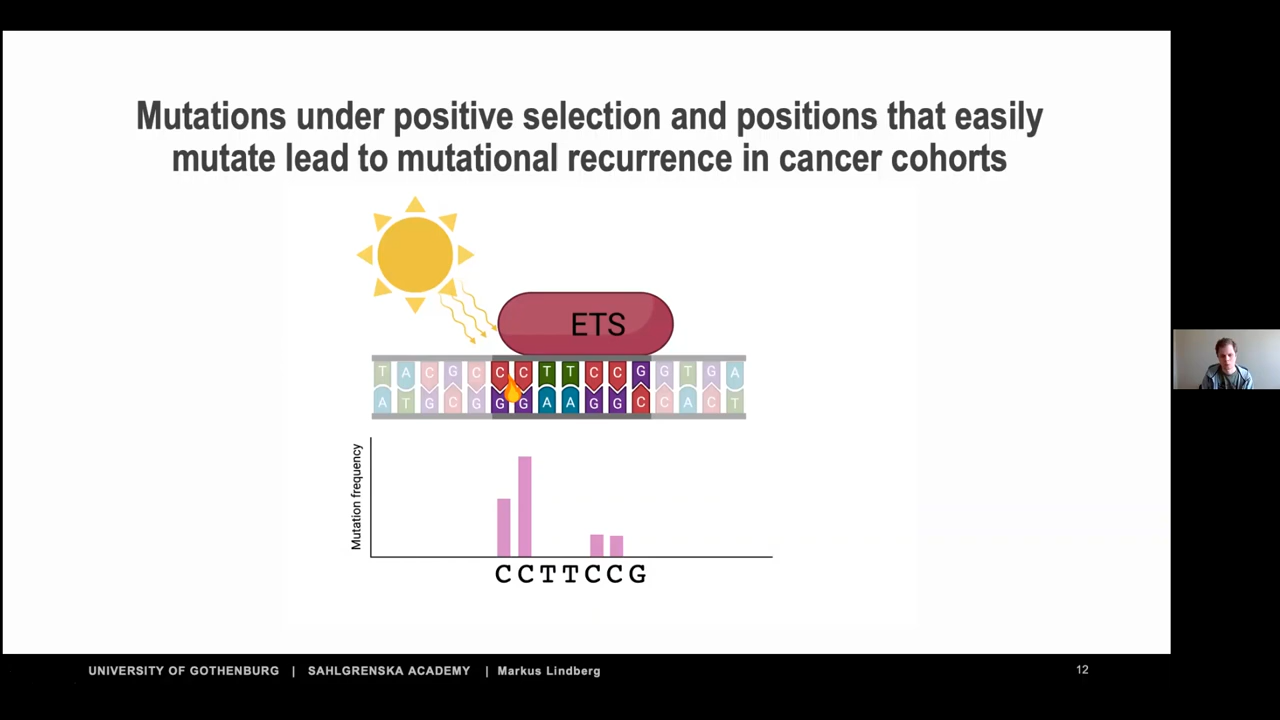 Mutations under positive selection and positions that easily
mutate lead to mutational recurrence in cancer cohorts
ETS
T A C G C C C T T C C G G T G A
A T G C G G G A A G G C C A C T
Mutation frequency
CCTTCCG
UNIVERSITY OF GOTHENBURG | SAHLGRENSKA ACADEMY | Markus Lindberg
12